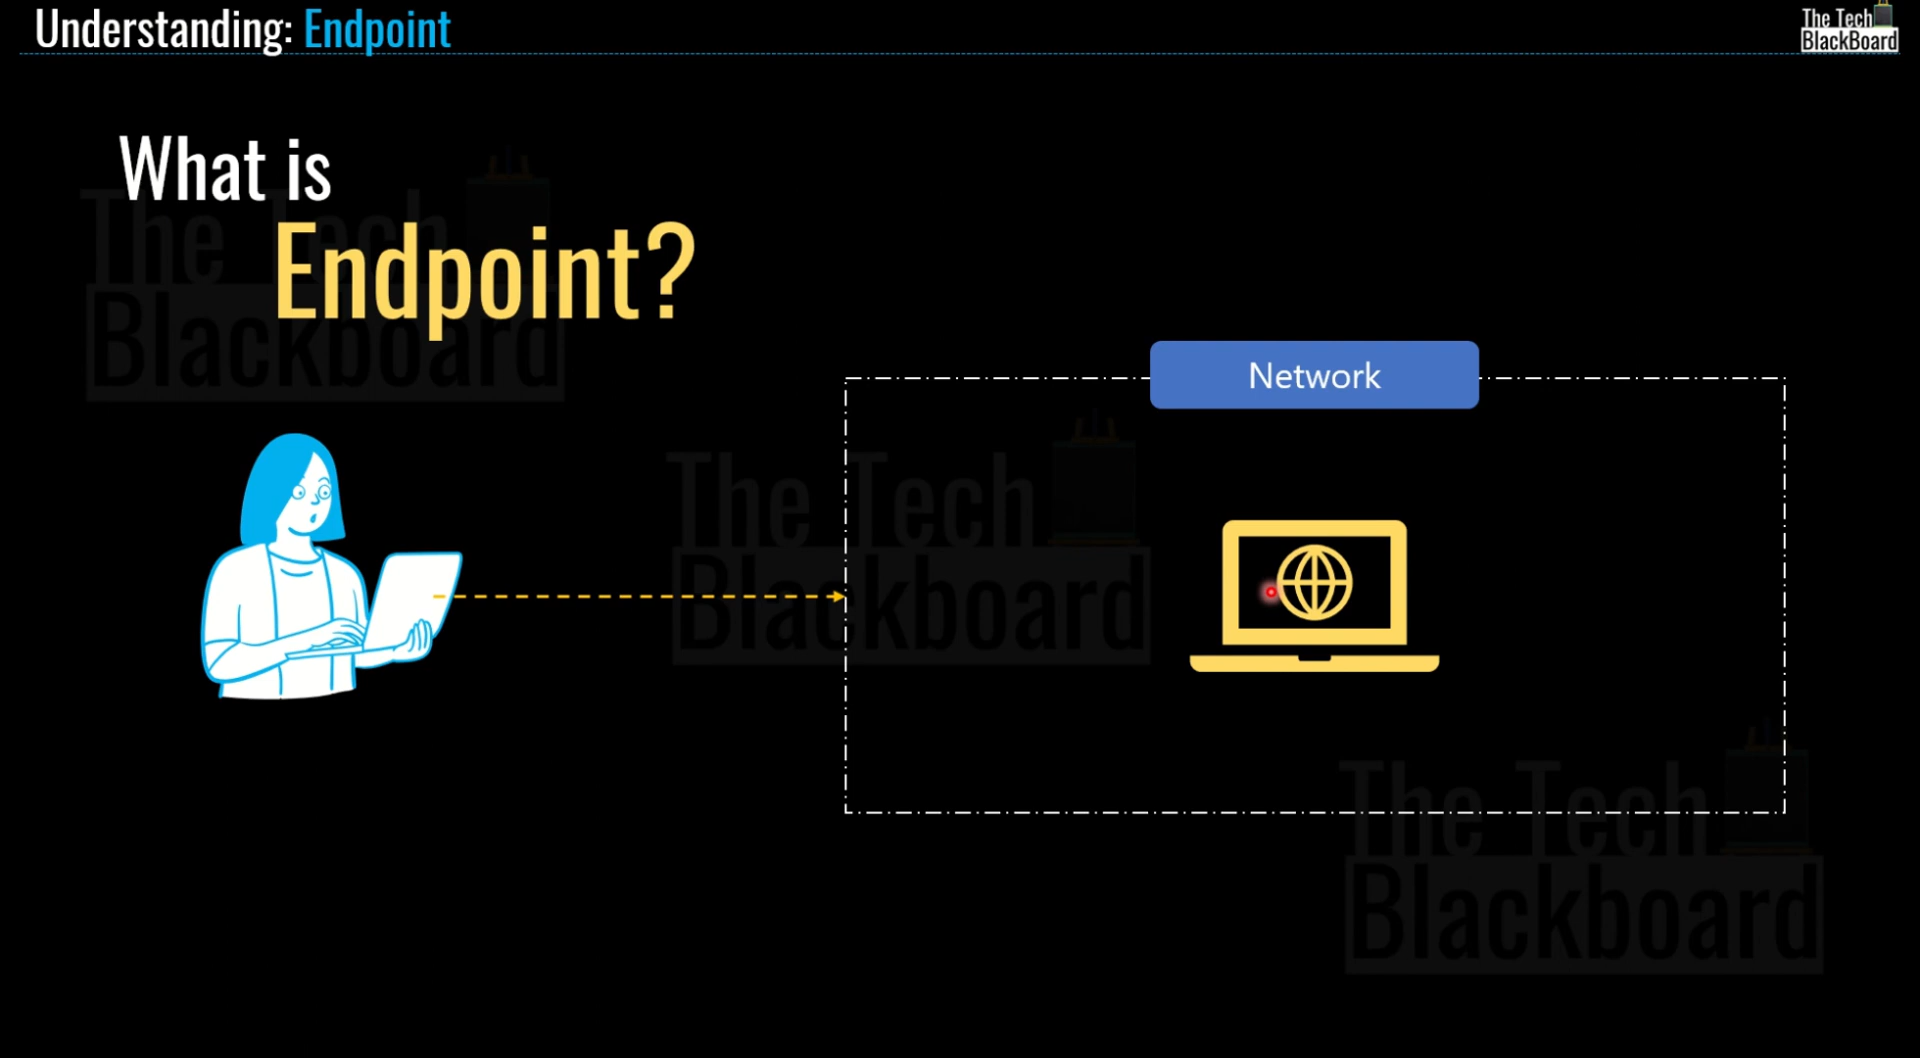 Understanding: Endpoint
The Tech
BlackBoard
What is
Endpoint?
The Tech
Blackboard
Network
The Tech
Blackboard
The Tech
Blackboard